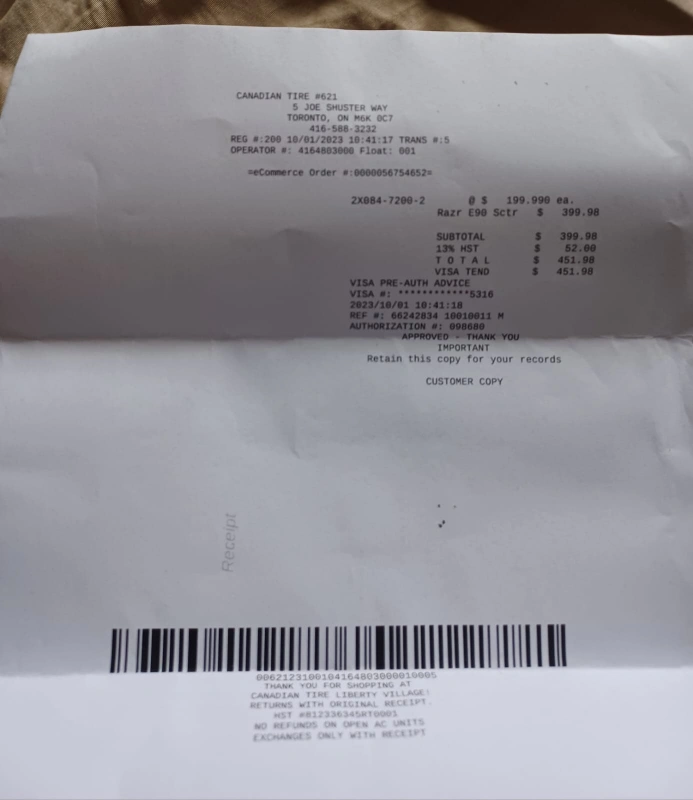 CANADIAN TIRE #621
5 JOE SHUSTER WAY
TORONTO, ON M6K 0C7
416-588-3232
REG #:200 10/01/2023 10:41:17 TRANS #:5
OPERATOR #: 4164803000 Float: 001
=eCommerce Order #:0000056754652=
2X084-7200-2 @ $ 199.990 ea.
Razr E90 Sctr $ 399.98
SUBTOTAL $ 399.98
13% HST $ 52.00
T O T A L $ 451.98
VISA TEND $ 451.98
VISA PRE-AUTH ADVICE
VISA #: ************5316
2023/10/01 10:41:18
REF #: 66242834 10010011 M
AUTHORIZATION #: 098680
APPROVED - THANK YOU
IMPORTANT
Retain this copy for your records
CUSTOMER COPY
Receipt
0062123100104164803000010005
THANK YOU FOR SHOPPING AT
CANADIAN TIRE LIBERTY VILLAGE!
RETURNS WITH ORIGINAL RECEIPT.
HST #812336345RT0001
NO REFUNDS ON OPEN AC UNITS
EXCHANGES ONLY WITH RECEIPT